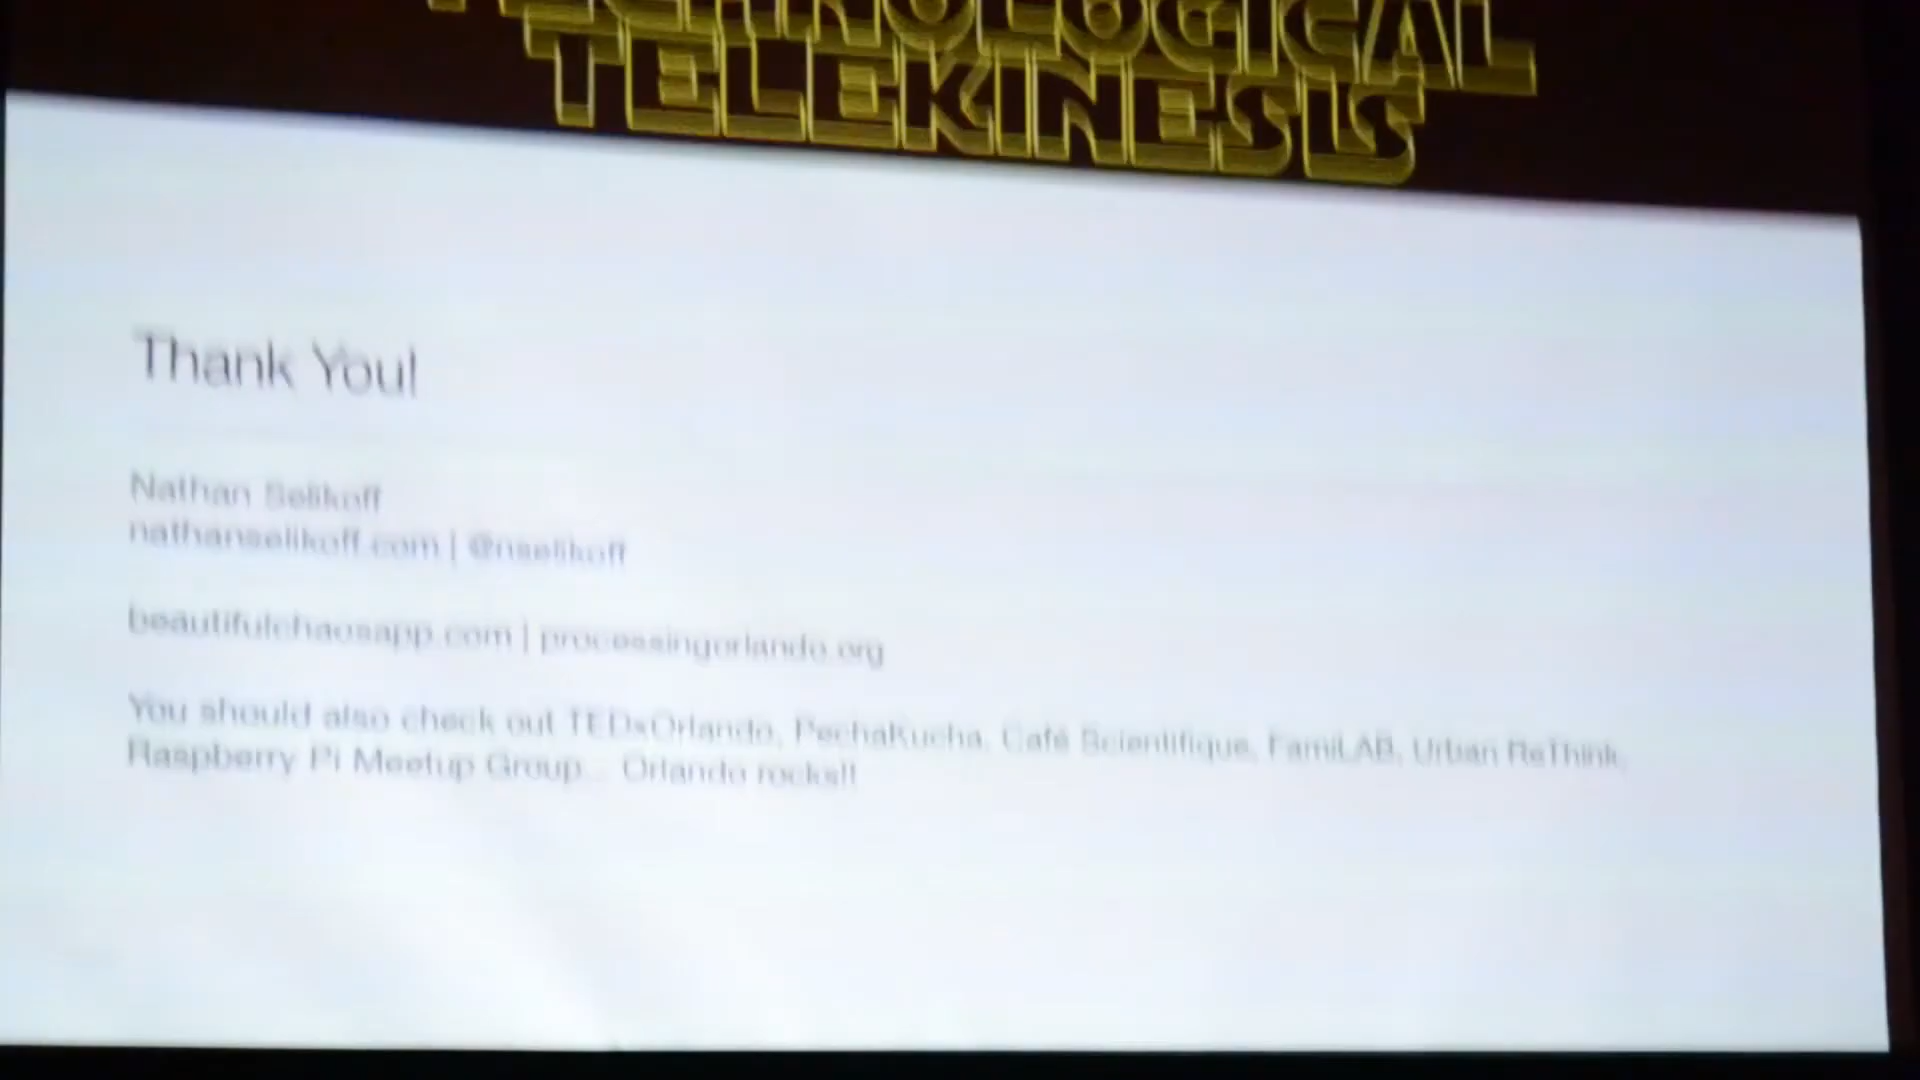 TECHNOLOGICAL
TELEKINESIS
Thank You!
Nathan Selikoff
nathanselikoff.com | @nselikoff
beautifulchaosapp.com | processingorlando.org
You should also check out TEDxOrlando, PechaKucha, Café Scientifique, FamiLAB, Urban ReThink,
Raspberry Pi Meetup Group... Orlando rocks!!